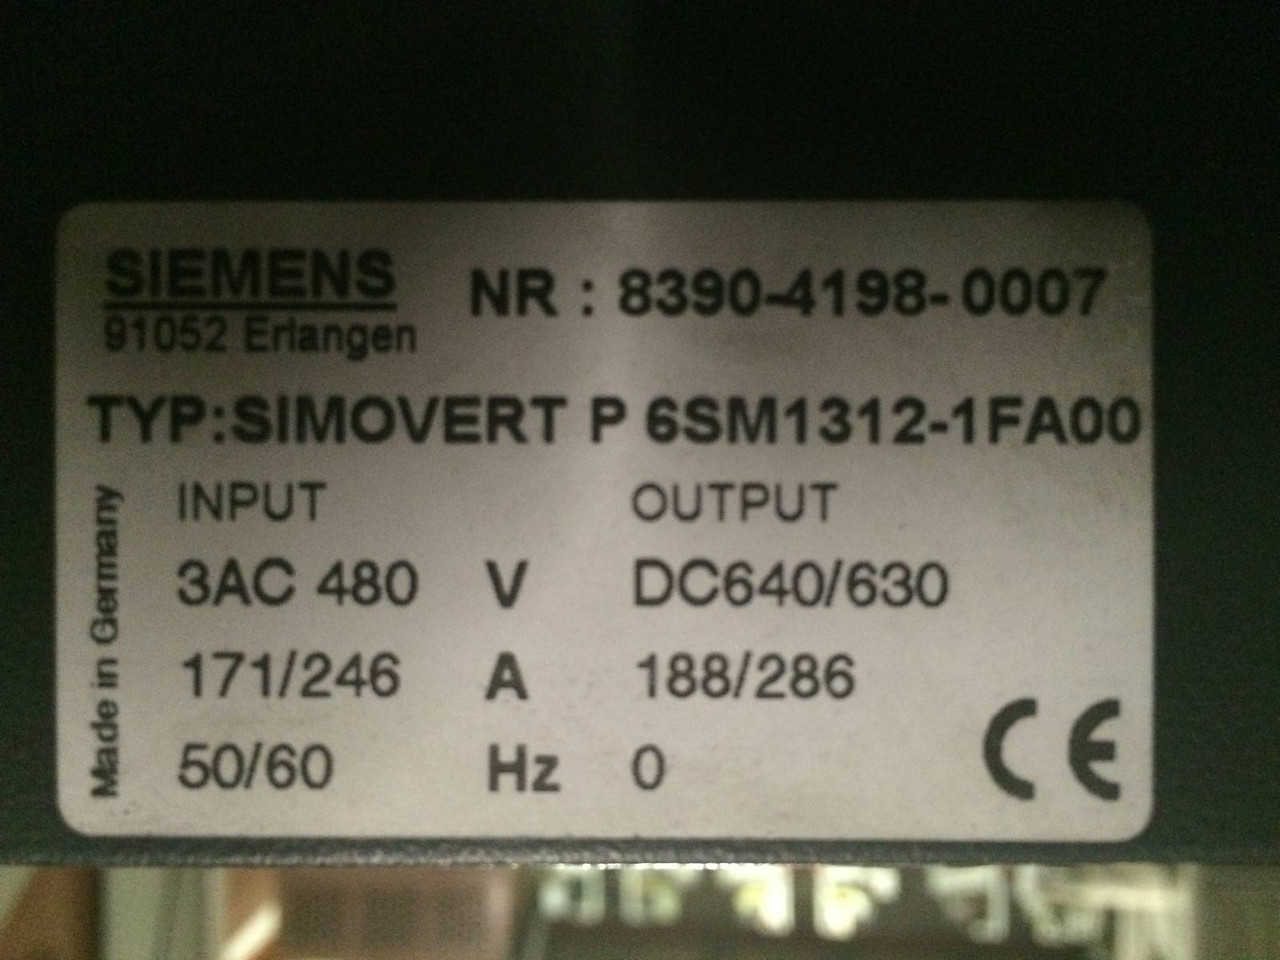 SIEMENS
91052 Erlangen
NR : 8390-4198-0007
TYP:SIMOVERT P 6SM1312-1FA00
Made in Germany
INPUT OUTPUT
3AC 480 V DC640/630
171/246 A 188/286
50/60 Hz 0
CE